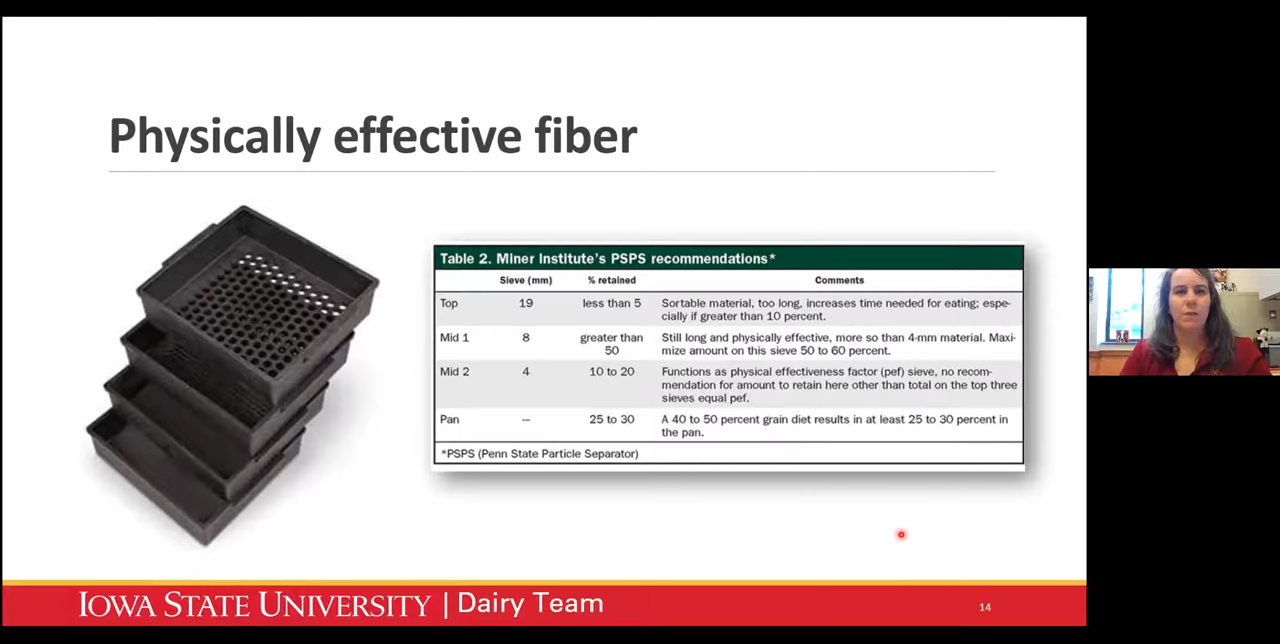 Physically effective fiber
Table 2. Miner Institute's PSPS recommendations*
Sieve (mm) % retained Comments
Top 19 less than 5 Sortable material, too long, increases time needed for eating; espe-
cially if greater than 10 percent.
Mid 1 8 greater than Still long and physically effective, more so than 4-mm material. Maxi-
50 mize amount on this sieve 50 to 60 percent.
Mid 2 4 10 to 20 Functions as physical effectiveness factor (pef) sieve, no recom-
mendation for amount to retain here other than total on the top three
sieves equal pef.
Pan — 25 to 30 A 40 to 50 percent grain diet results in at least 25 to 30 percent in
the pan.
*PSPS (Penn State Particle Separator)
IOWA STATE UNIVERSITY | Dairy Team
14